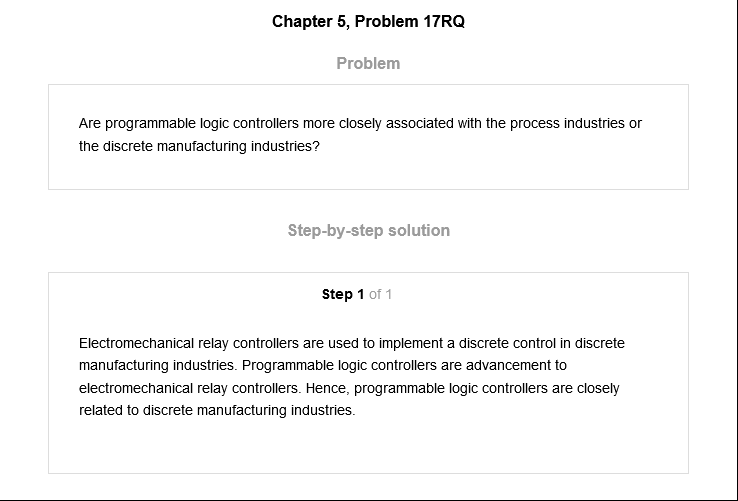 Chapter 5, Problem 17RQ
Problem
Are programmable logic controllers more closely associated with the process industries or
the discrete manufacturing industries?
Step-by-step solution
Step 1 of 1
Electromechanical relay controllers are used to implement a discrete control in discrete
manufacturing industries. Programmable logic controllers are advancement to
electromechanical relay controllers. Hence, programmable logic controllers are closely
related to discrete manufacturing industries.